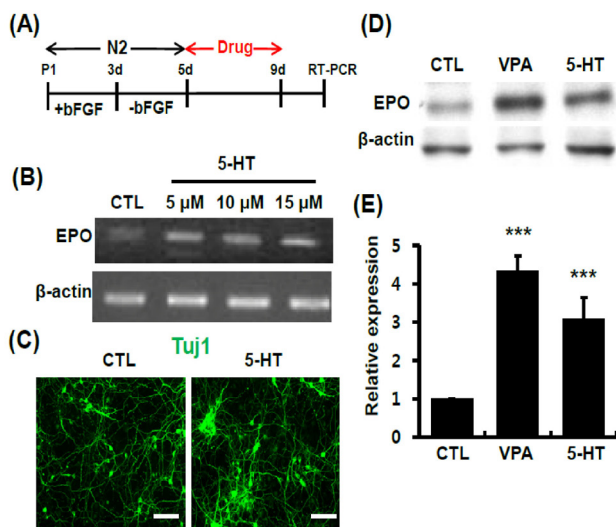 (A)
N2 Drug
P1 3d 5d 9d RT-PCR
+bFGF -bFGF
(B)
5-HT
CTL 5 µM 10 µM 15 µM
EPO
β-actin
(C)
Tuj1
CTL 5-HT
(D)
CTL VPA 5-HT
EPO
β-actin
(E)
Relative expression
5
4
3
2
1
0
***
***
CTL VPA 5-HT